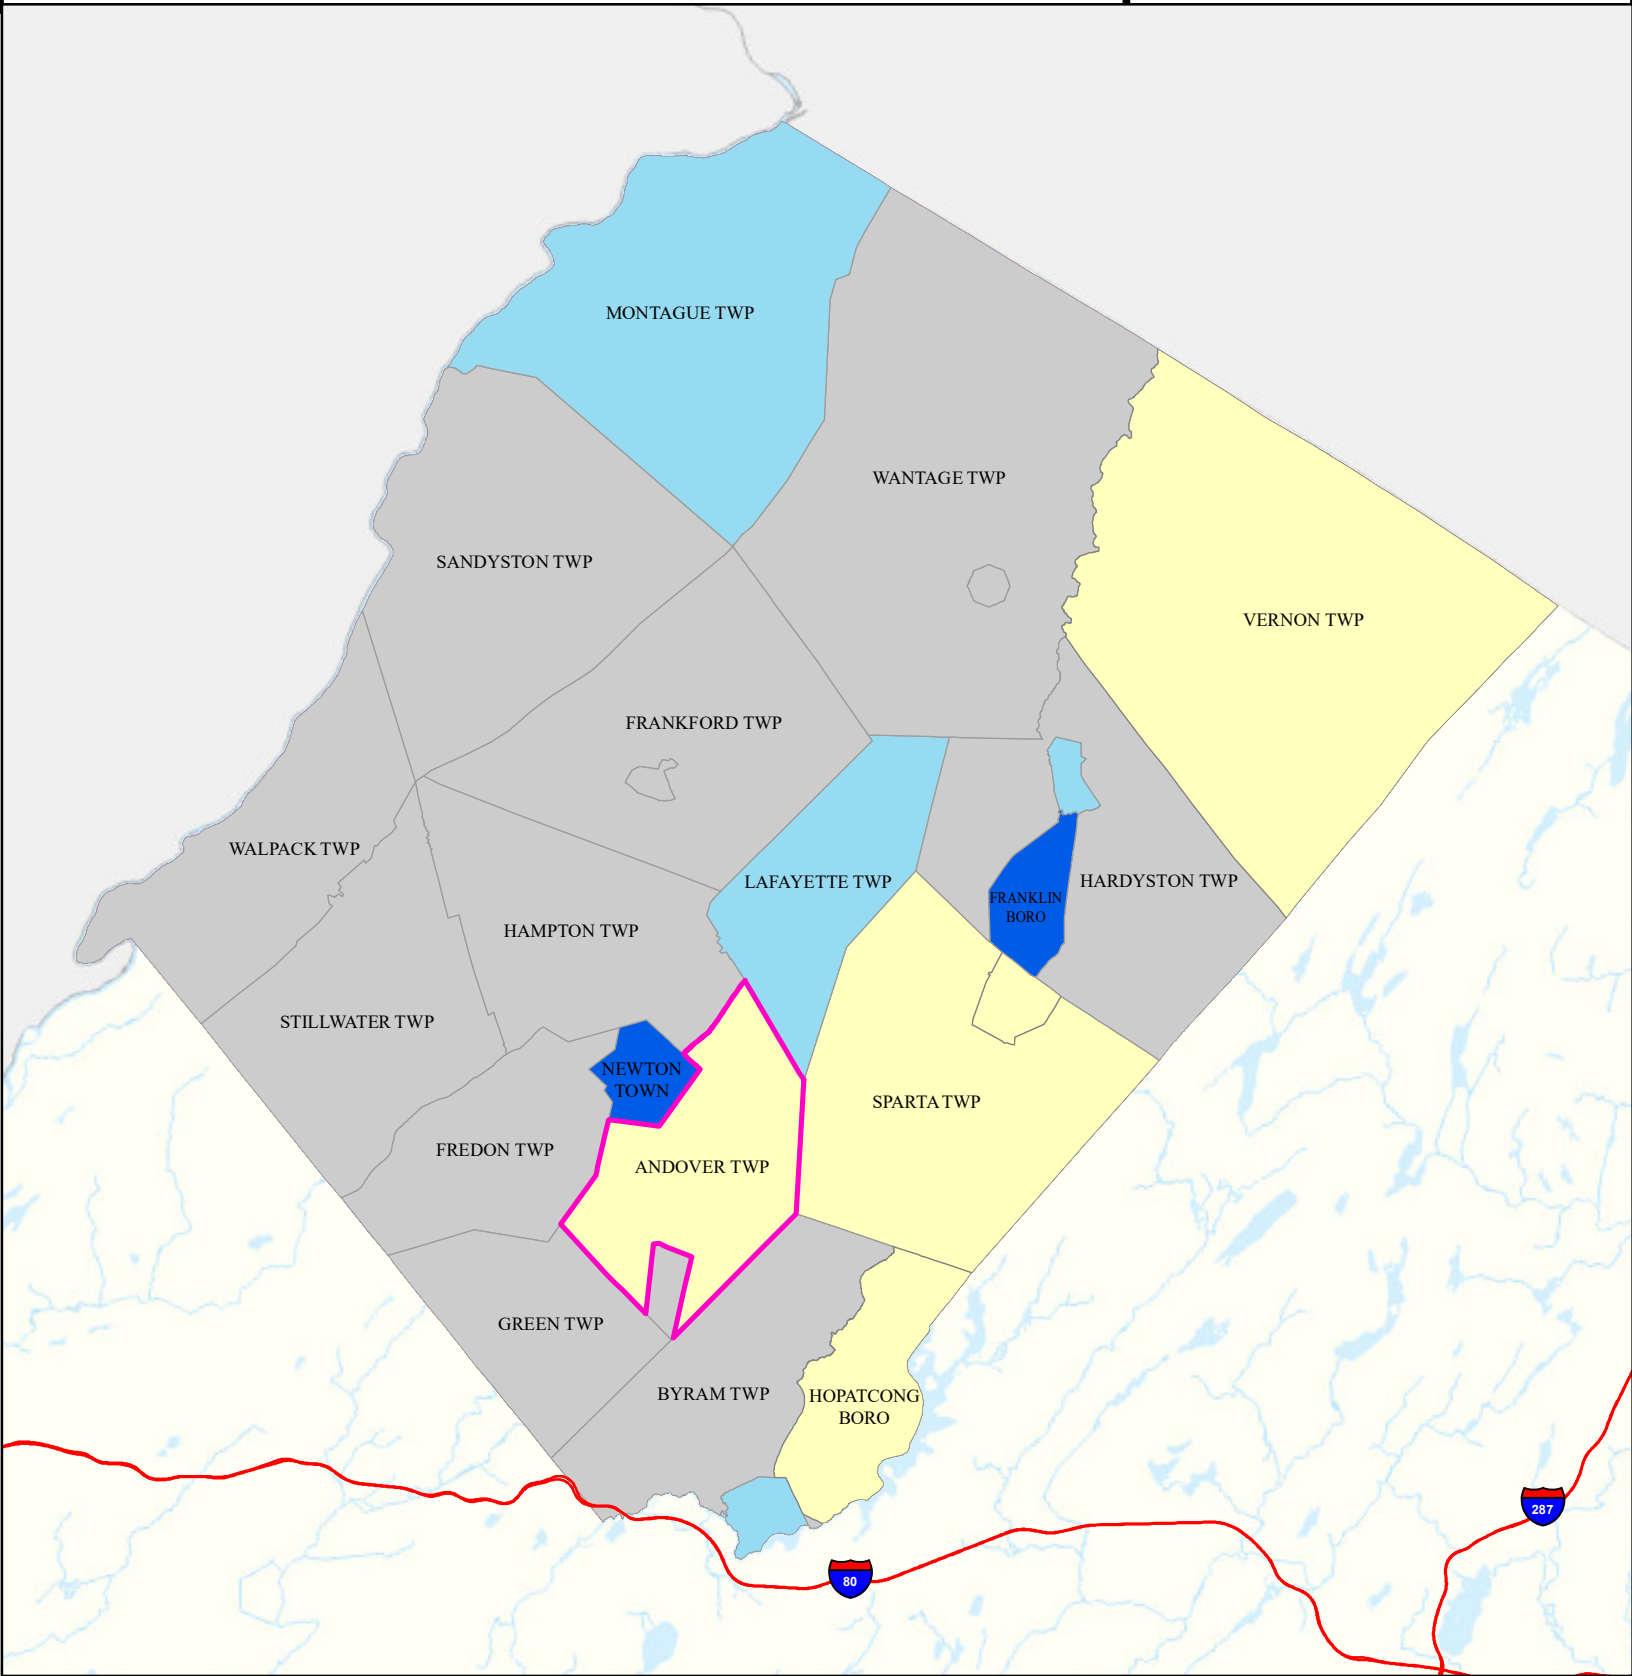 MONTAGUE TWP
WANTAGE TWP
SANDYSTON TWP
VERNON TWP
FRANKFORD TWP
WALPACK TWP
LAFAYETTE TWP
HARDYSTON TWP
FRANKLIN
BORO
HAMPTON TWP
STILLWATER TWP
NEWTON
TOWN
SPARTA TWP
FREDON TWP
ANDOVER TWP
GREEN TWP
BYRAM TWP
HOPATCONG
BORO
287
80